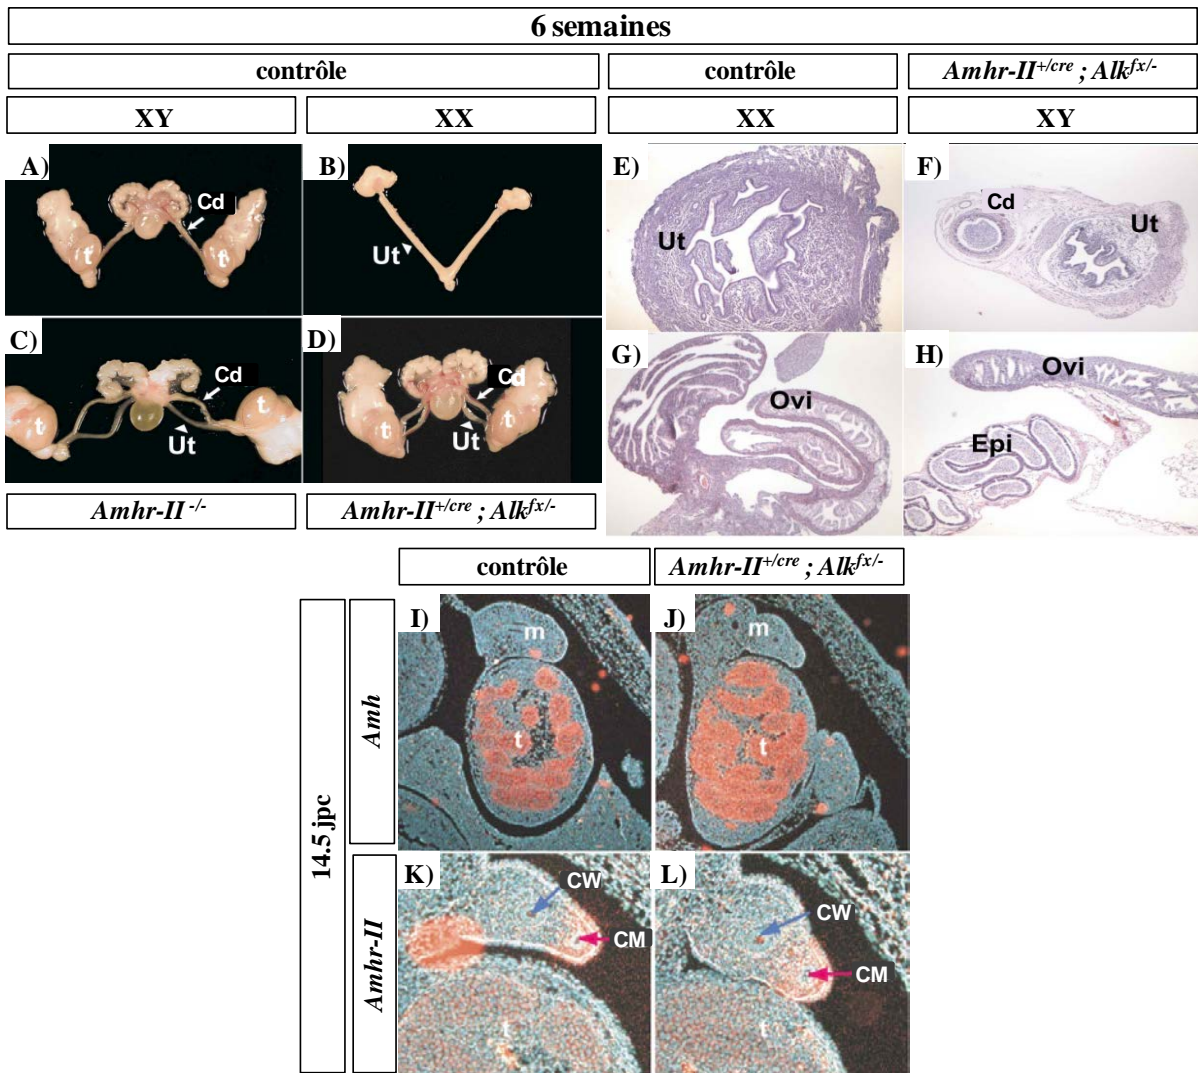 6 semaines
contrôle
contrôle
Amhr-II+/cre ; Alkfx/-
XY
XX
XX
XY
A)
Cd
t
t
B)
Ut
E)
Ut
F)
Cd
Ut
C)
Cd
t
t
Ut
D)
Cd
t
t
Ut
G)
Ovi
H)
Ovi
Epi
Amhr-II -/-
Amhr-II+/cre ; Alkfx/-
contrôle
Amhr-II+/cre ; Alkfx/-
14.5 jpc
Amh
I)
m
t
J)
m
t
Amhr-II
K)
CW
CM
t
L)
CW
CM
t